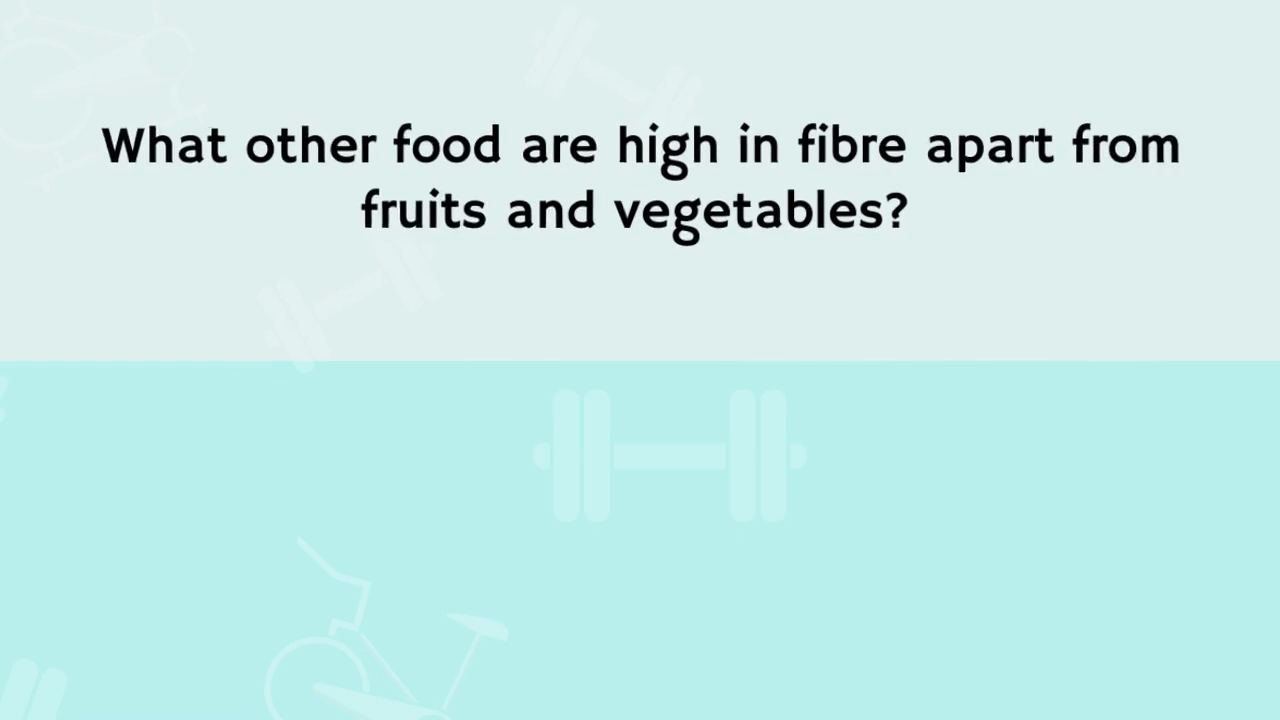 What other food are high in fibre apart from
fruits and vegetables?